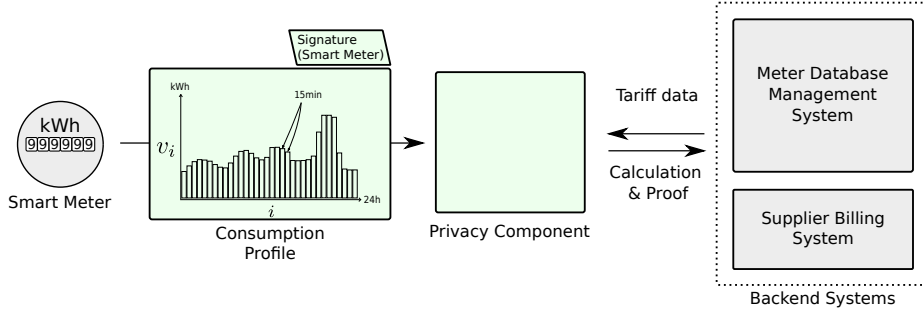 Signature
(Smart Meter)
kWh
999999
Smart Meter
kWh
15min
v_i
24h
i
Consumption
Profile
Privacy Component
Tariff data
Calculation
& Proof
Meter Database
Management
System
Supplier Billing
System
Backend Systems